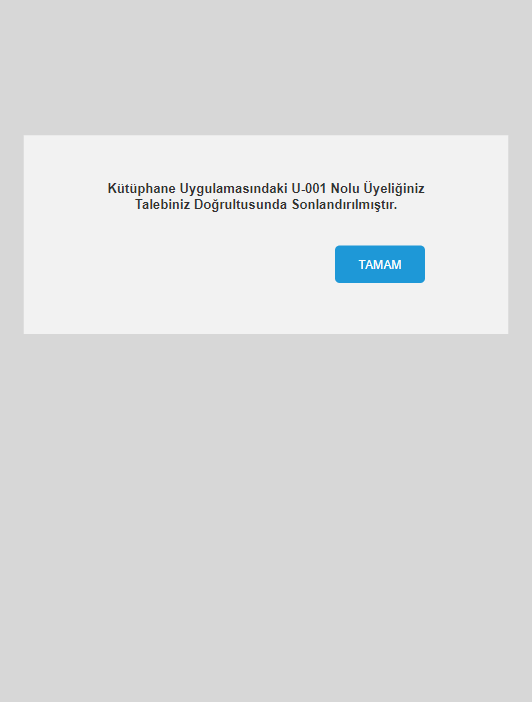 Kütüphane Uygulamasındaki U-001 Nolu Üyeliğiniz
Talebiniz Doğrultusunda Sonlandırılmıştır.
TAMAM